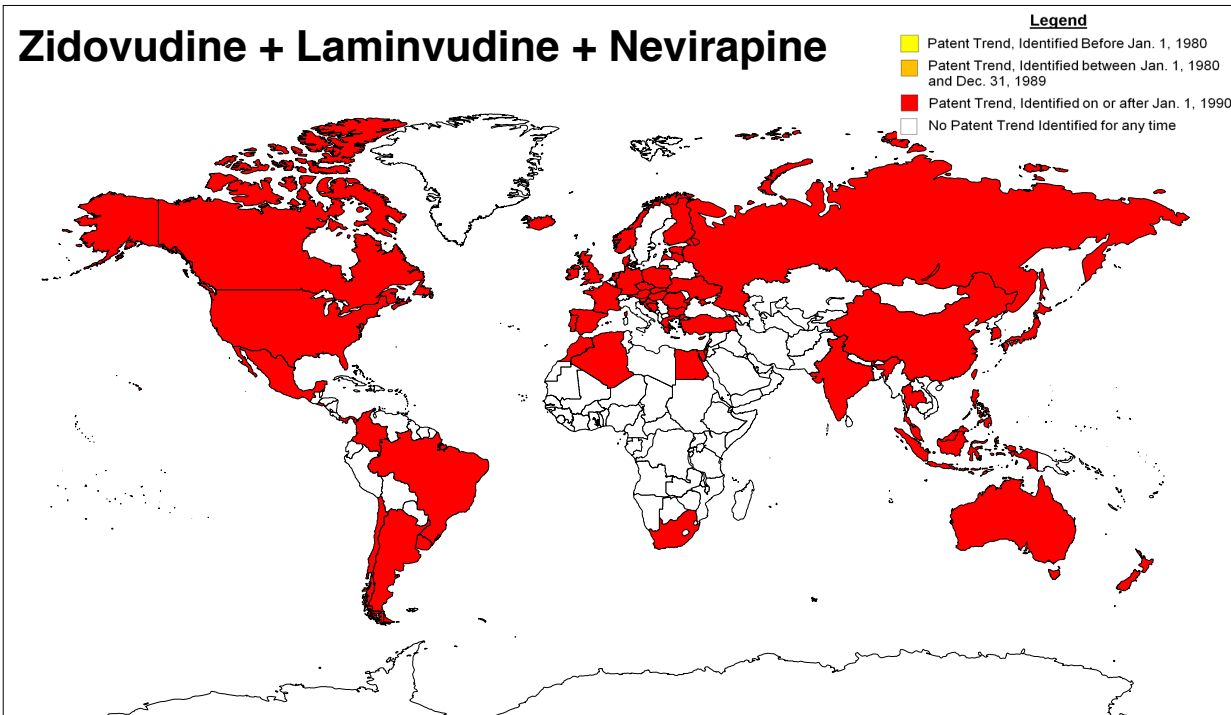 Zidovudine + Laminvudine + Nevirapine
Legend
Patent Trend, Identified Before Jan. 1, 1980
Patent Trend, Identified between Jan. 1, 1980
and Dec. 31, 1989
Patent Trend, Identified on or after Jan. 1, 1990
No Patent Trend Identified for any time